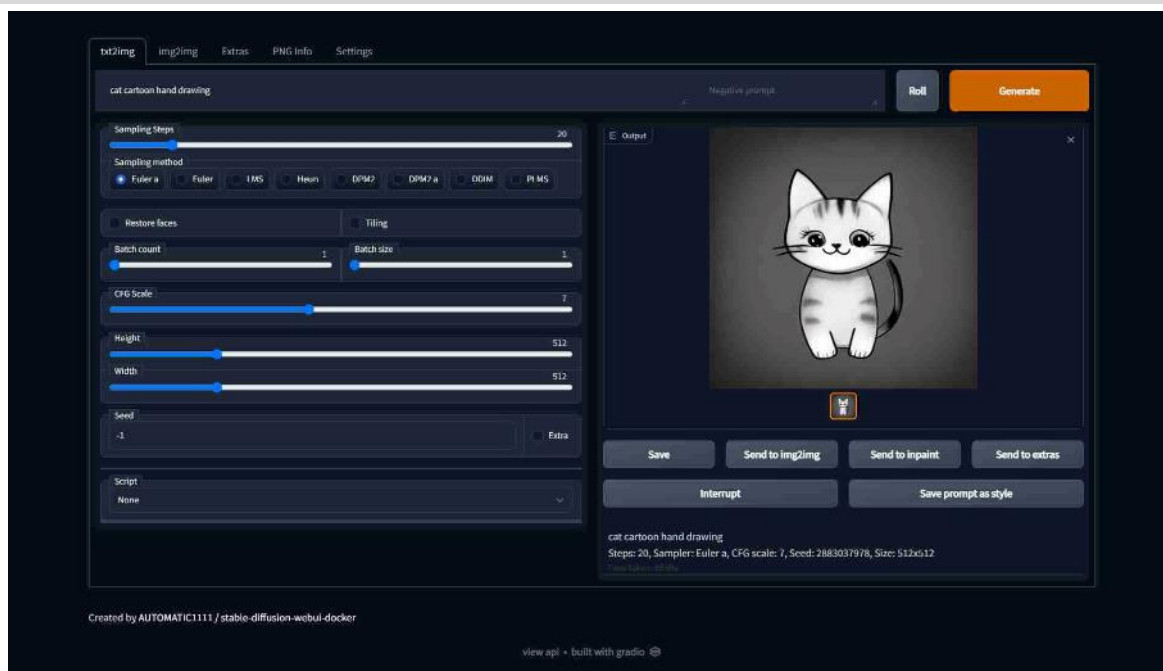 txt2img img2img Extras PNG Info Settings
cat cartoon hand drawing
Negative prompt
Roll
Generate
Sampling Steps
20
Sampling method
Euler a Euler LMS Heun DPM2 DPM2 a DDIM PLMS
Restore faces
Tiling
Batch count
1
Batch size
1
CFG Scale
7
Height
512
Width
512
Seed
-1
Extra
Script
None
Output
Save Send to img2img Send to inpaint Send to extras
Interrupt Save prompt as style
cat cartoon hand drawing
Steps: 20, Sampler: Euler a, CFG scale: 7, Seed: 2883037978, Size: 512x512
Created by AUTOMATIC1111 / stable-diffusion-webui-docker
view api • built with gradio